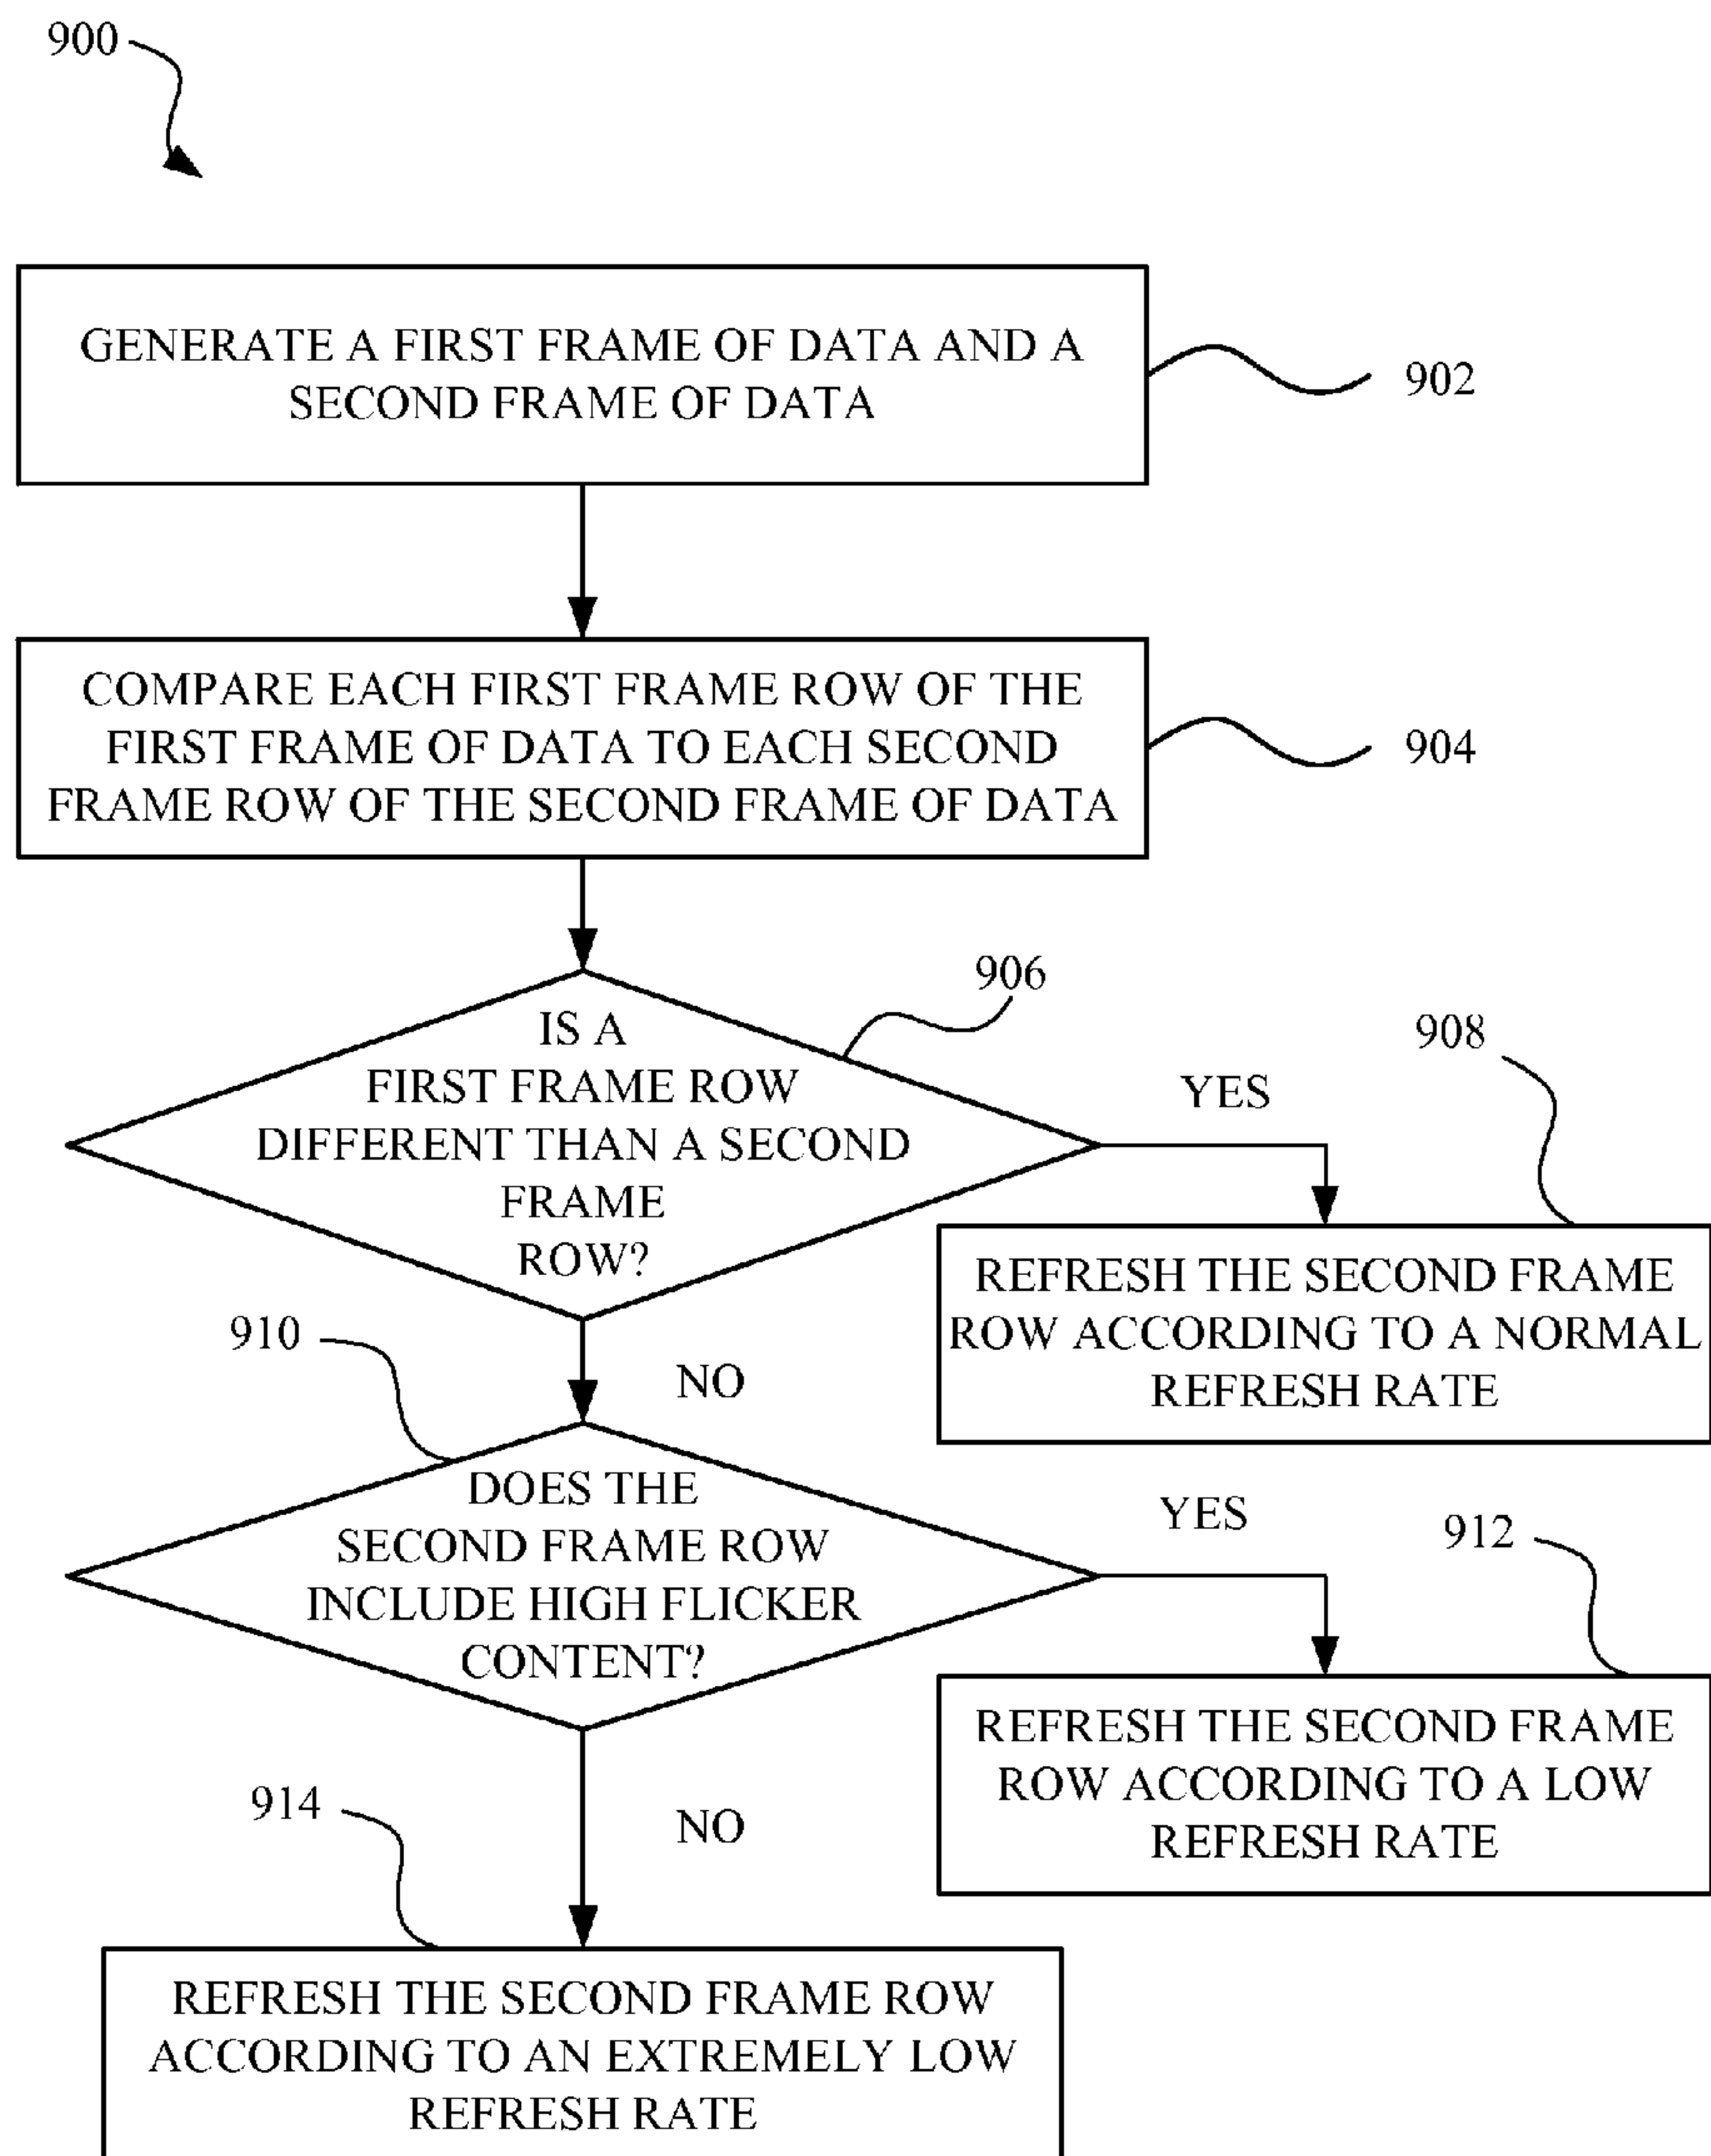 900
GENERATE A FIRST FRAME OF DATA AND A
SECOND FRAME OF DATA
902
COMPARE EACH FIRST FRAME ROW OF THE
FIRST FRAME OF DATA TO EACH SECOND
FRAME ROW OF THE SECOND FRAME OF DATA
904
IS A
FIRST FRAME ROW
DIFFERENT THAN A SECOND
FRAME
ROW?
906
YES
908
REFRESH THE SECOND FRAME
ROW ACCORDING TO A NORMAL
REFRESH RATE
NO
910
DOES THE
SECOND FRAME ROW
INCLUDE HIGH FLICKER
CONTENT?
YES
912
REFRESH THE SECOND FRAME
ROW ACCORDING TO A LOW
REFRESH RATE
NO
914
REFRESH THE SECOND FRAME ROW
ACCORDING TO AN EXTREMELY LOW
REFRESH RATE